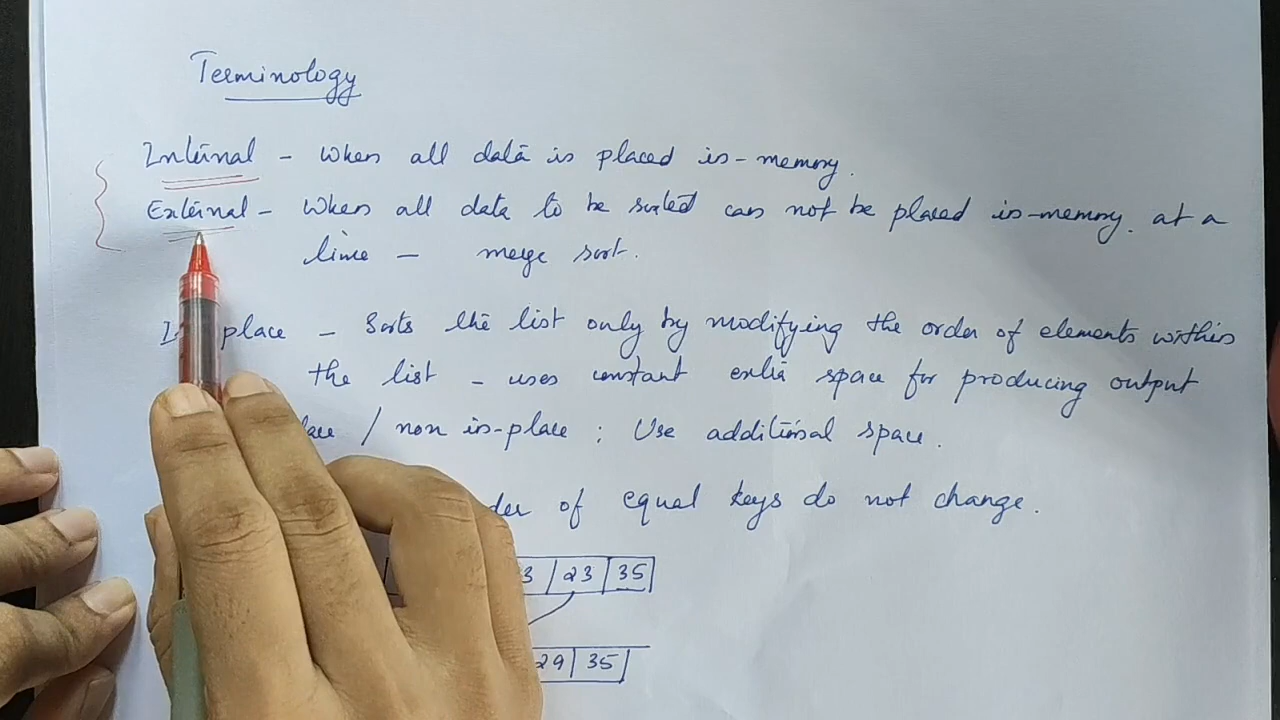 Terminology
Internal - When all data is placed in-memory.
External - When all data to be sorted can not be placed in-memory. at a
time - merge sort.
place - Sorts the list only by modifying the order of elements within
the list - uses constant extra space for producing output
/ non in-place : Use additional space.
of equal keys do not change.
23 35
29 35